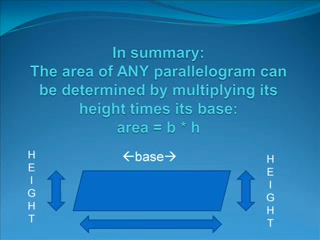 In summary:
The area of ANY parallelogram can
be determined by multiplying its
height times its base:
area = b * h
←base→
H
E
I
G
H
T
H
E
I
G
H
T